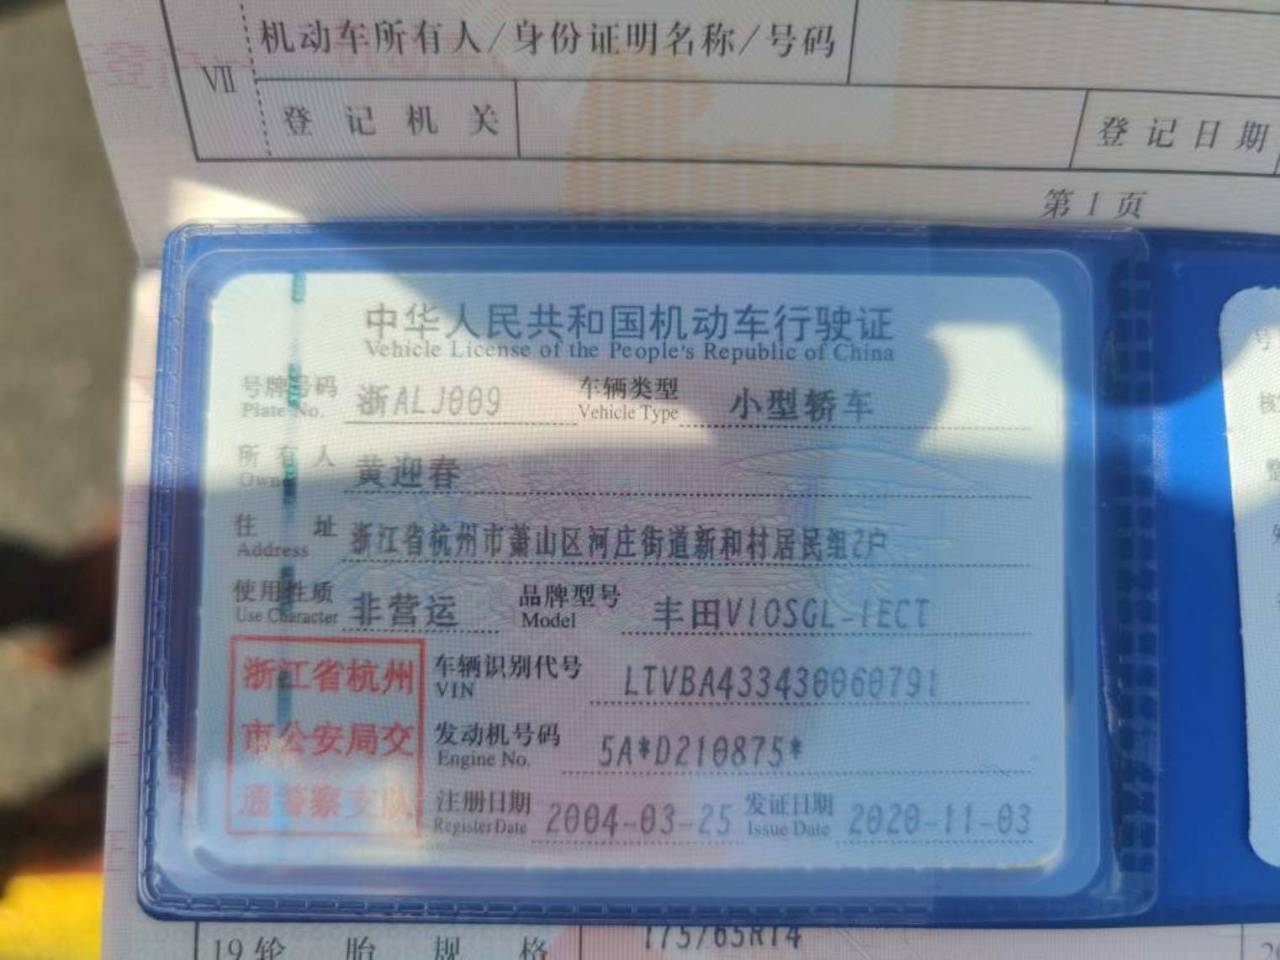 VII
机动车所有人/身份证明名称/号码
登记机关
登记日期
第1页
中华人民共和国机动车行驶证
Vehicle License of the People's Republic of China
号牌号码 浙ALJ009 车辆类型 小型轿车
Plate No. Vehicle Type
所有人 黄迎春
Owner
住址 浙江省杭州市萧山区河庄街道新和村居民组2户
Address
使用性质 非营运 品牌型号 丰田VIOSGL-IECT
Use Character Model
浙江省杭州市公安局交通警察支队
车辆识别代号 LTVBA433430060791
VIN
发动机号码 5A*D210875*
Engine No.
注册日期 2004-03-25 发证日期 2020-11-03
Register Date Issue Date
19 轮胎规格 175/65R14